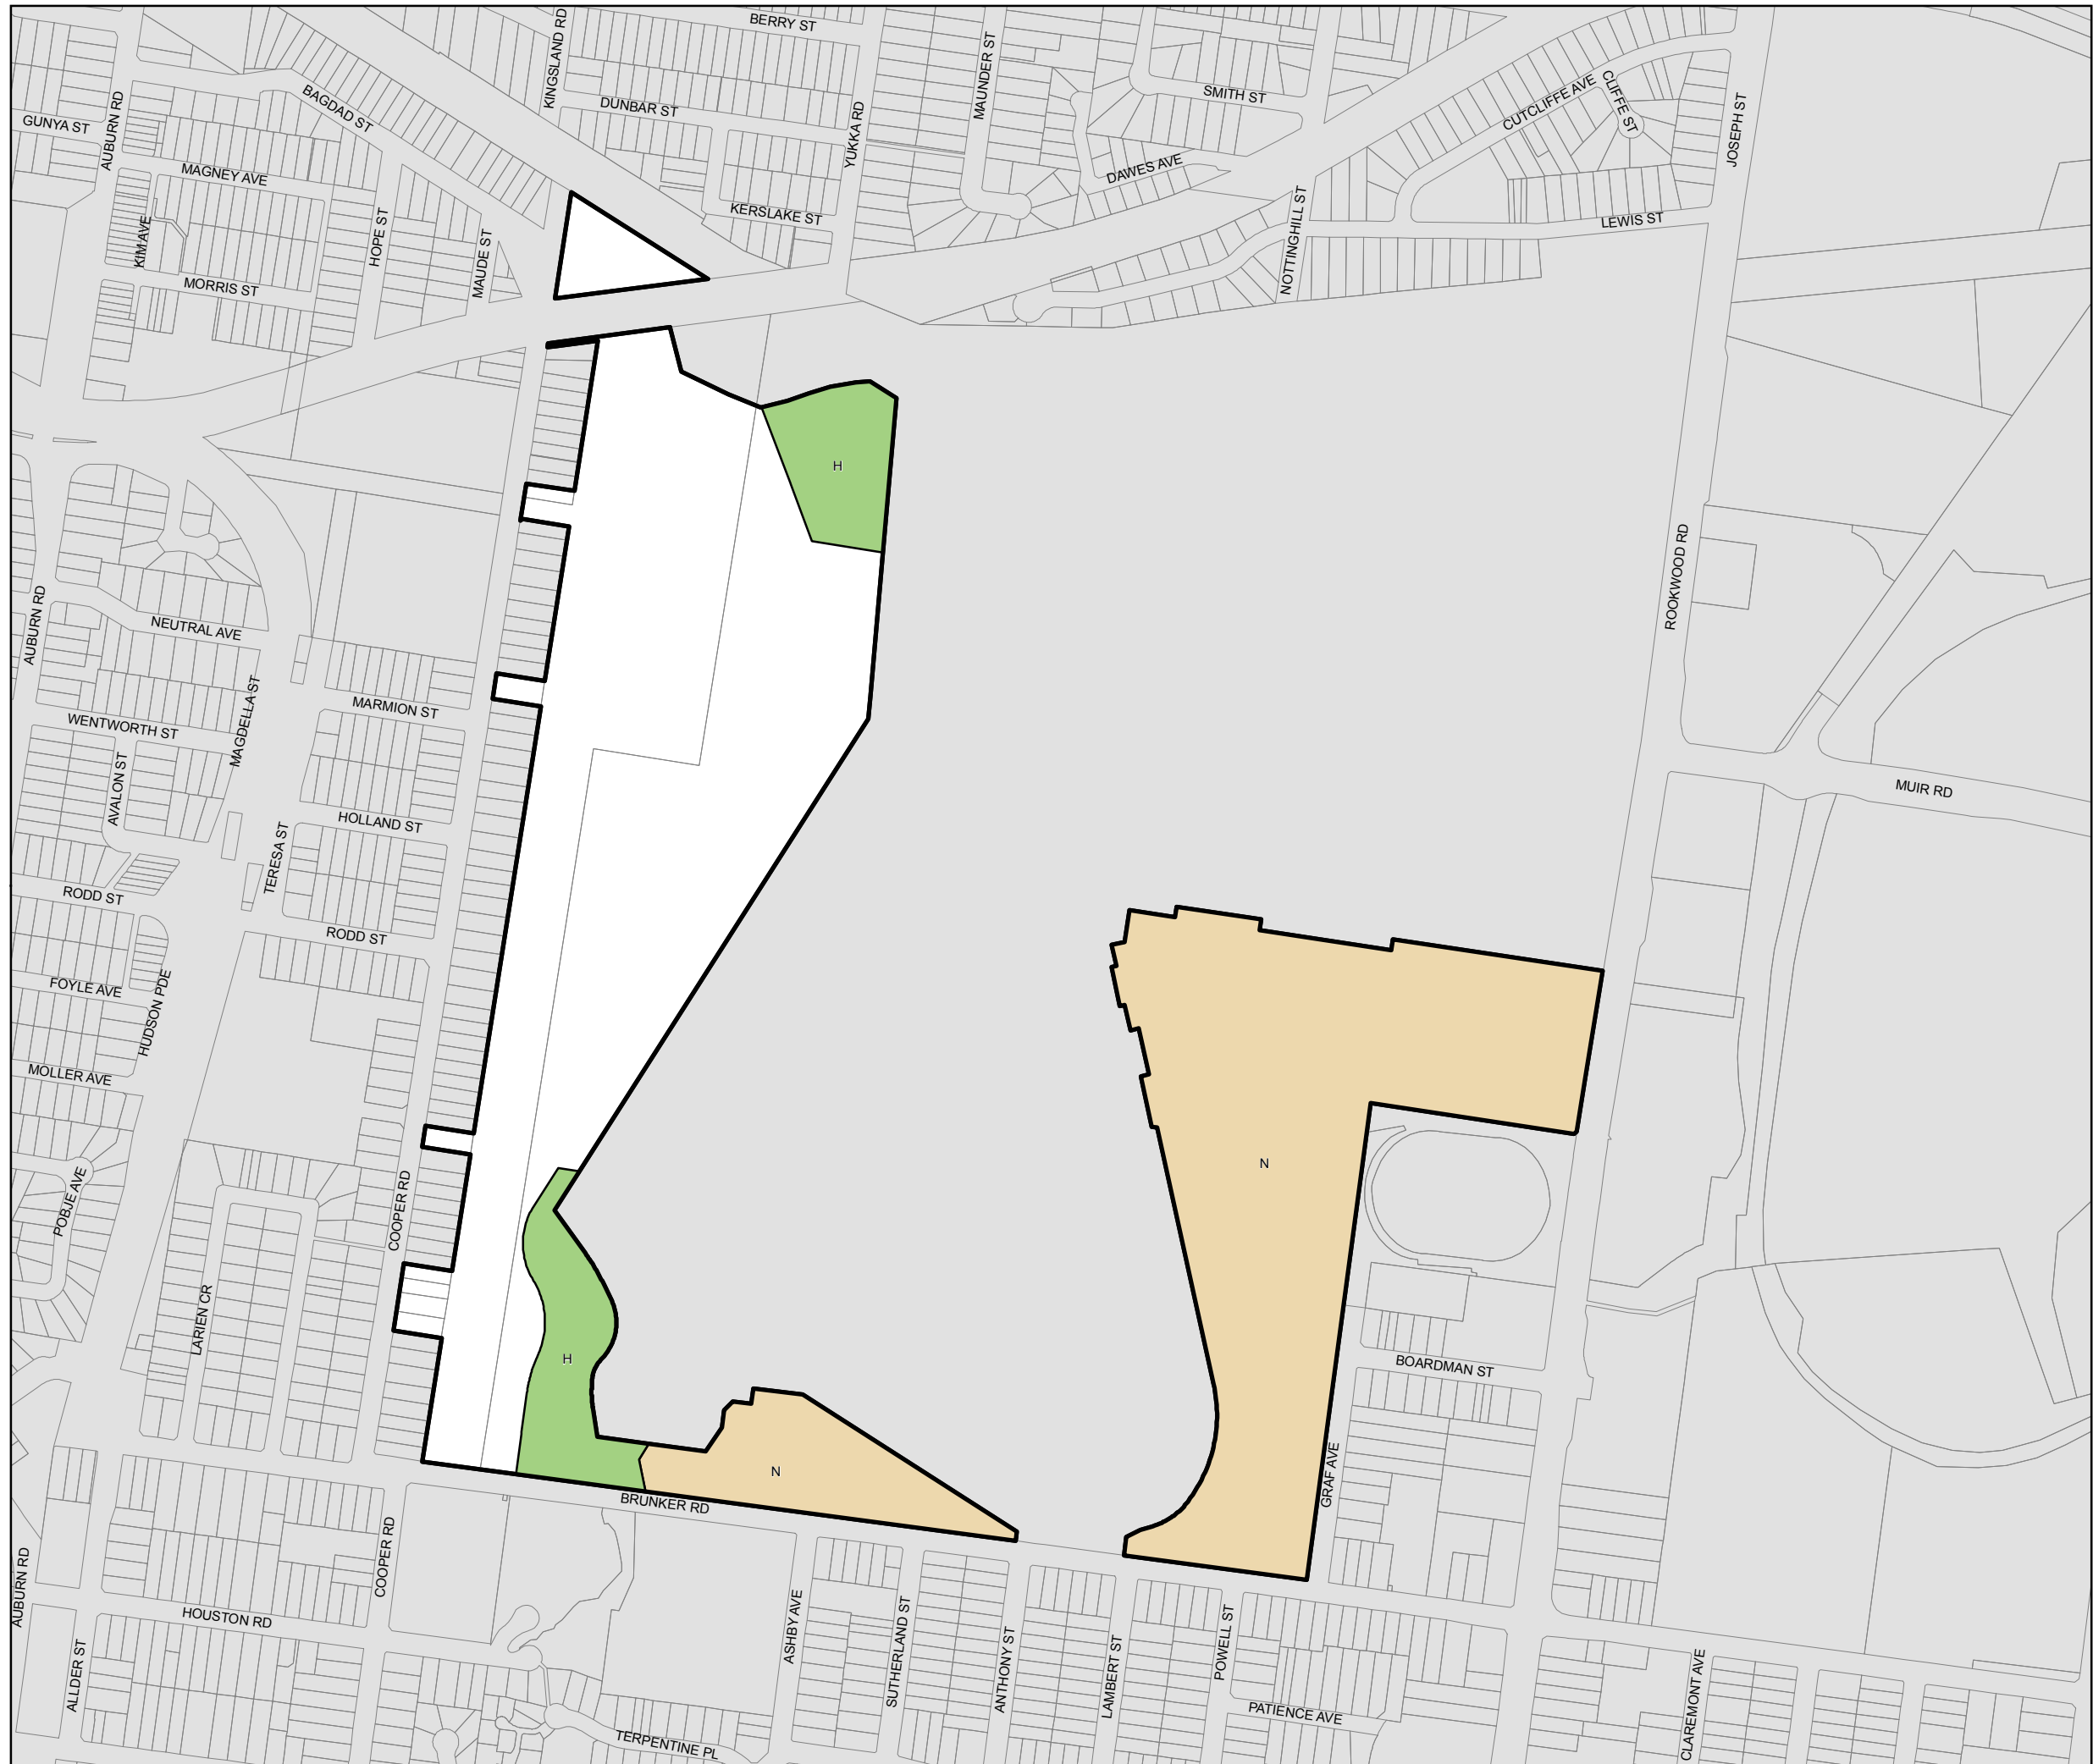 BERRY ST
KINGSLAND RD
MAUNDER ST
BAGDAD ST
DUNBAR ST
SMITH ST
CUTCLIFFE AVE
CLIFFE ST
JOSEPH ST
GUNYA ST
AUBURN RD
YUKKA RD
MAGNEY AVE
DAWES AVE
KERSLAKE ST
LEWIS ST
KIM AVE
HOPE ST
MAUDE ST
NOTTINGHILL ST
MORRIS ST
H
ROOKWOOD RD
AUBURN RD
NEUTRAL AVE
MARMION ST
WENTWORTH ST
MAGDELLA ST
AVALON ST
MUIR RD
HOLLAND ST
TERESA ST
RODD ST
RODD ST
FOYLE AVE
HUDSON PDE
MOLLER AVE
N
POBJE AVE
COOPER RD
LARIEN CR
H
BOARDMAN ST
N
GRAF AVE
BRUNKER RD
COOPER RD
AUBURN RD
HOUSTON RD
ALLDER ST
ASHBY AVE
SUTHERLAND ST
ANTHONY ST
LAMBERT ST
POWELL ST
CLAREMONT AVE
PATIENCE AVE
TERPENTINE PL